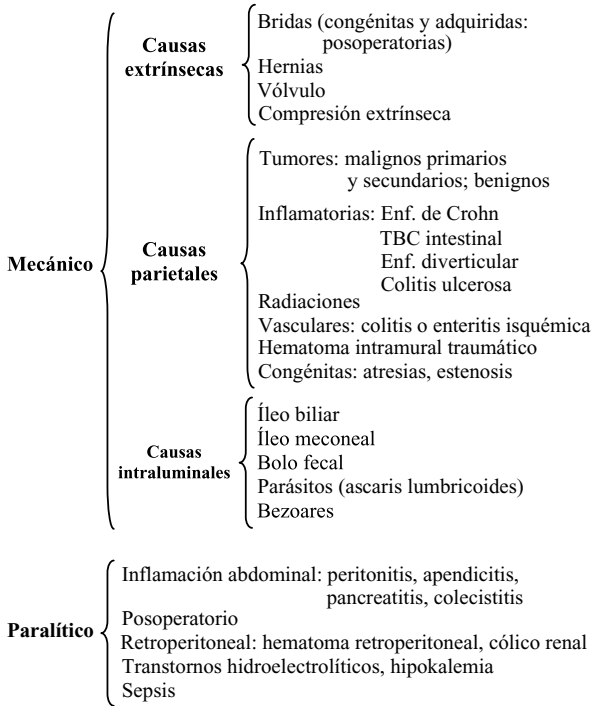 Mecánico
Causas
extrínsecas
Bridas (congénitas y adquiridas:
posoperatorias)
Hernias
Vólvulo
Compresión extrínseca
Causas
parietales
Tumores: malignos primarios
y secundarios; benignos
Inflamatorias: Enf. de Crohn
TBC intestinal
Enf. diverticular
Colitis ulcerosa
Radiaciones
Vasculares: colitis o enteritis isquémica
Hematoma intramural traumático
Congénitas: atresias, estenosis
Causas
intraluminales
Íleo biliar
Íleo meconeal
Bolo fecal
Parásitos (ascaris lumbricoides)
Bezoares
Paralítico
Inflamación abdominal: peritonitis, apendicitis,
pancreatitis, colecistitis
Posoperatorio
Retroperitoneal: hematoma retroperitoneal, cólico renal
Transtornos hidroelectrolíticos, hipokalemia
Sepsis